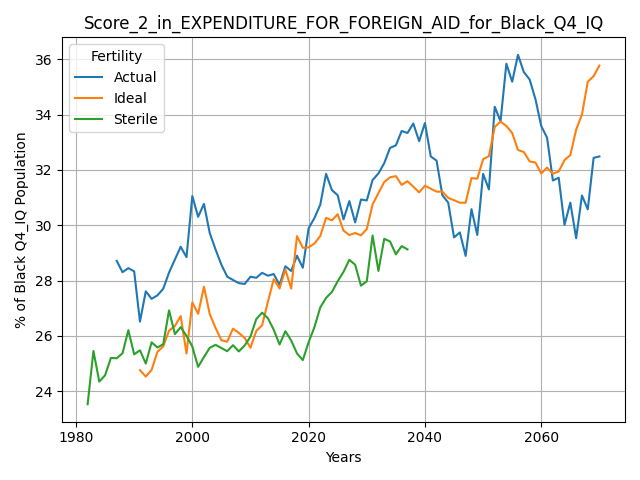 Score_2_in_EXPENDITURE_FOR_FOREIGN_AID_for_Black_Q4_IQ
Fertility
Actual
Ideal
Sterile
% of Black Q4_IQ Population
36
34
32
30
28
26
24
1980
2000
2020
2040
2060
Years